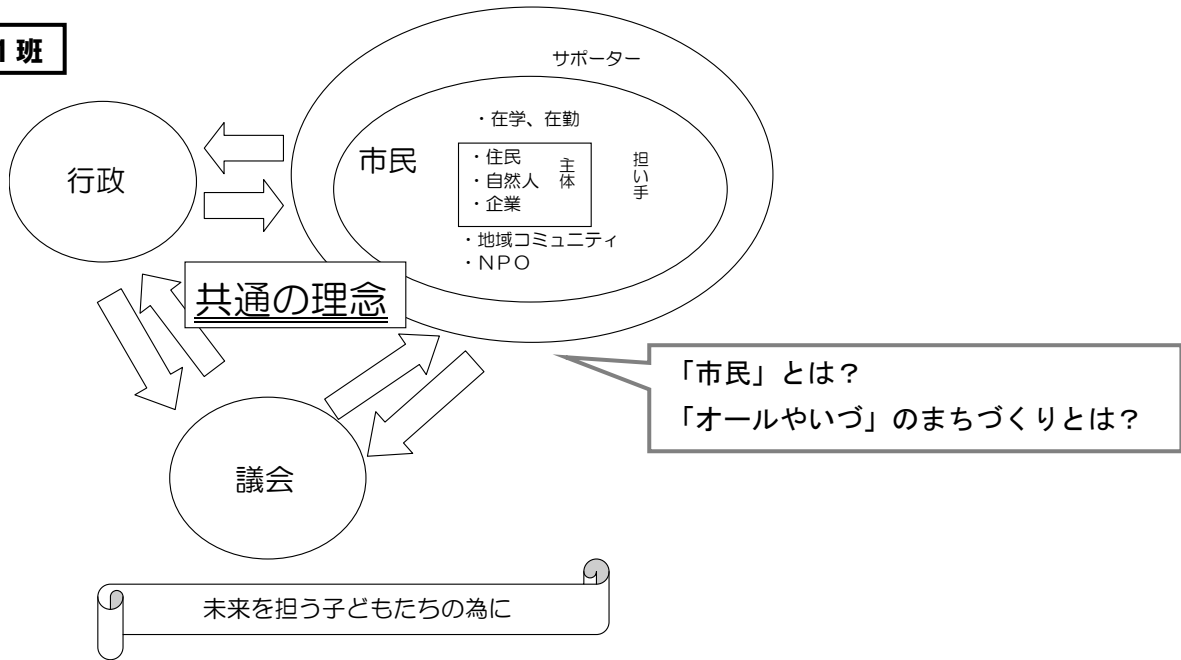 1 班
サポーター
・在学、在勤
市民
・住民
・自然人
・企業
主体
担い手
・地域コミュニティ
・NPO
行政
共通の理念
「市民」とは?
「オールやいづ」のまちづくりとは?
議会
未来を担う子どもたちの為に